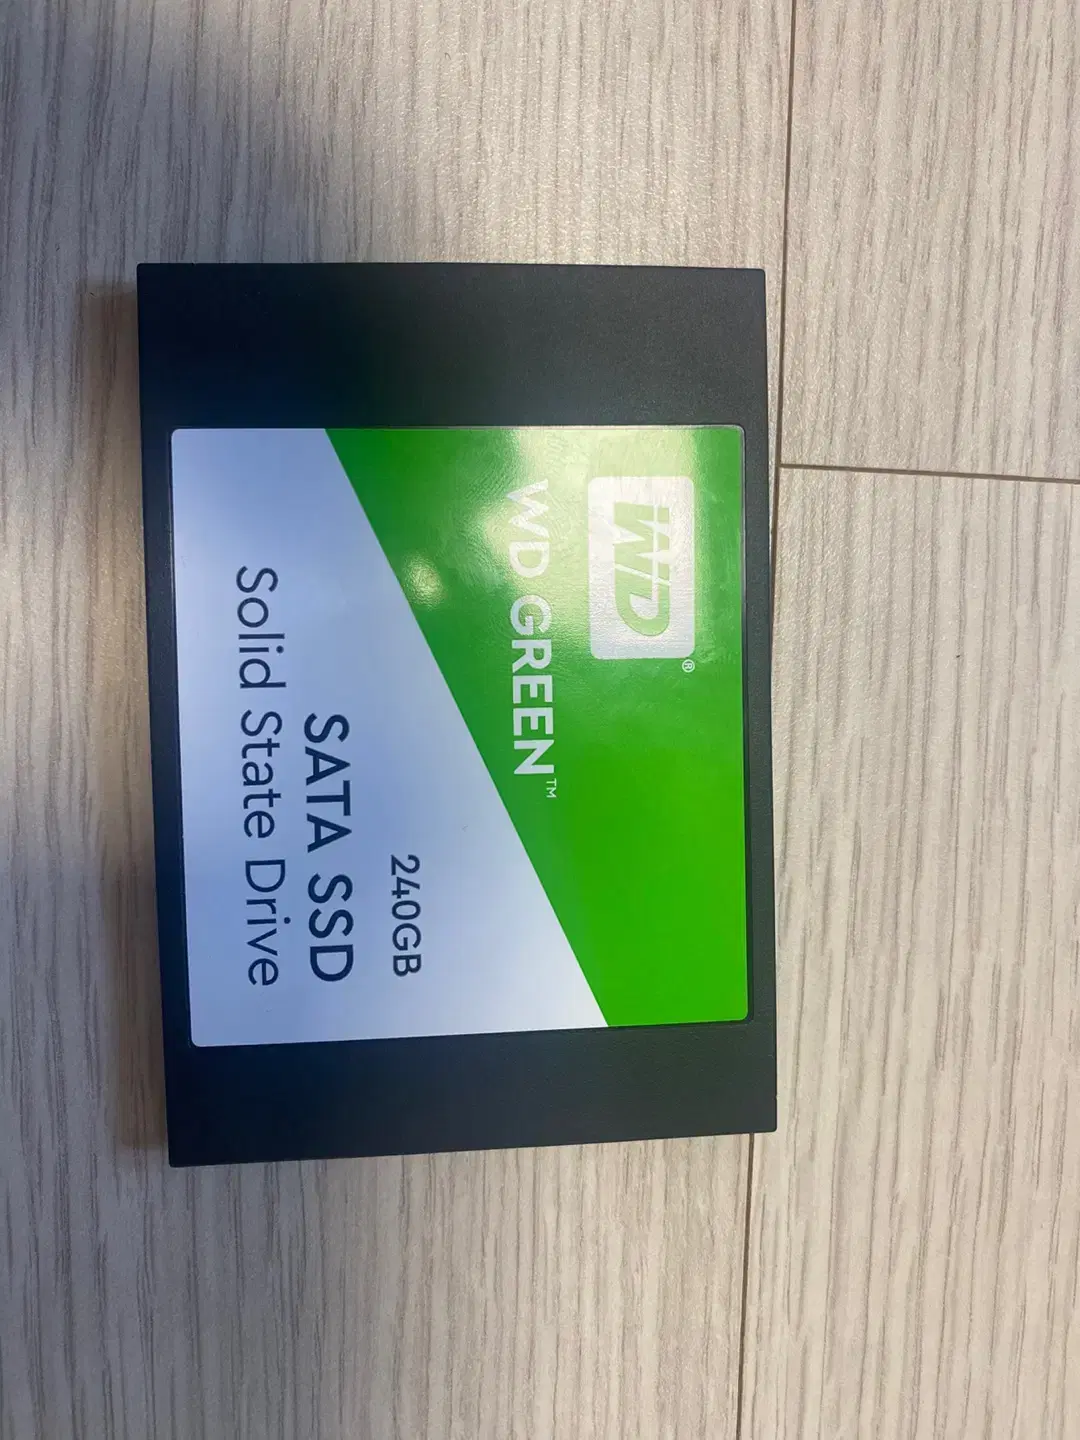 WD®
WD GREEN™
240GB
SATA SSD
Solid State Drive